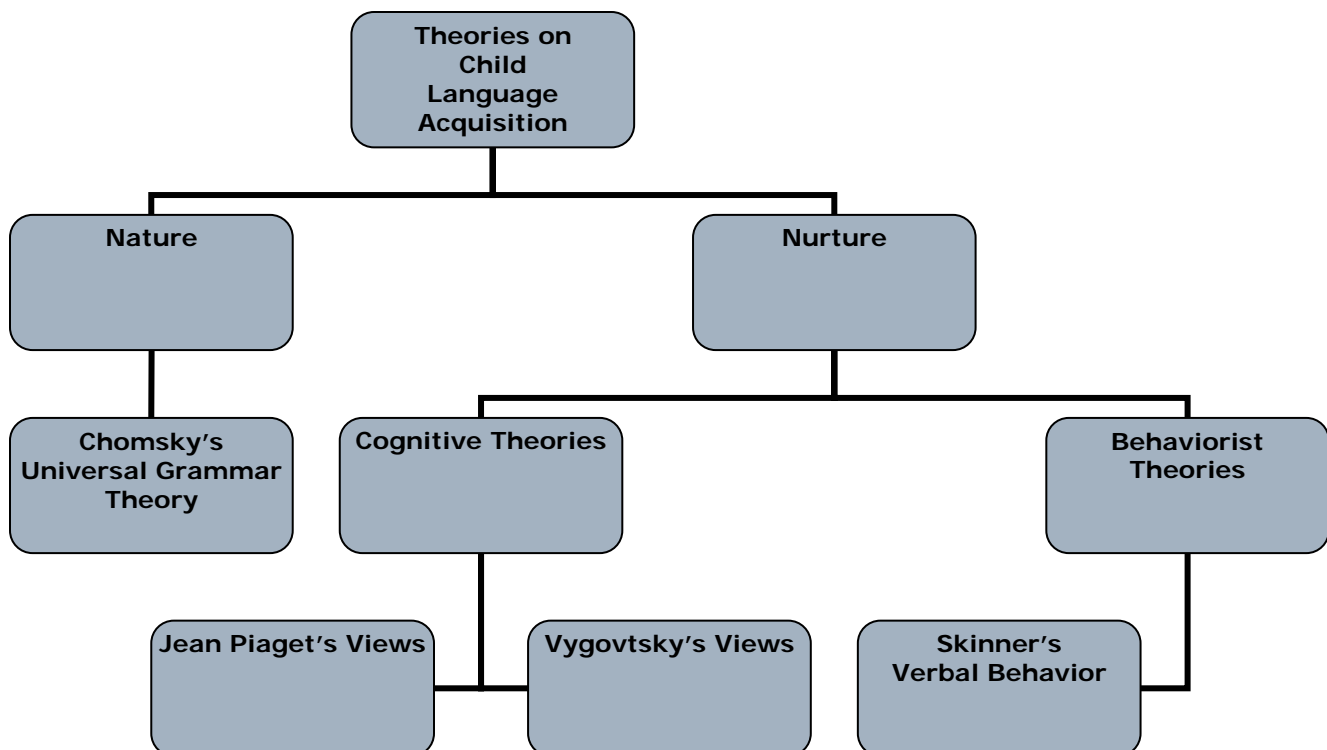 Theories on
Child
Language
Acquisition
Nature
Nurture
Chomsky's
Universal Grammar
Theory
Cognitive Theories
Behaviorist
Theories
Jean Piaget's Views
Vygovtsky's Views
Skinner's
Verbal Behavior